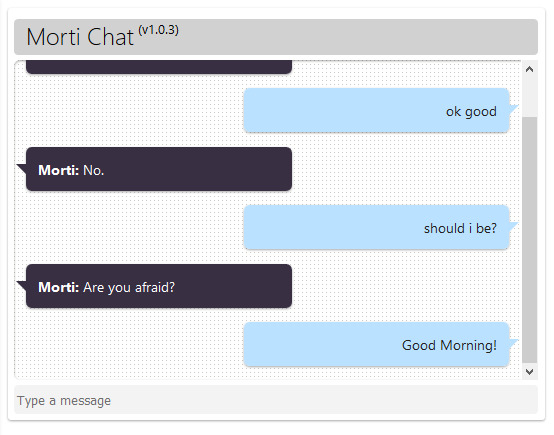 Morti Chat (v1.0.3)
ok good
Morti: No.
should i be?
Morti: Are you afraid?
Good Morning!
Type a message